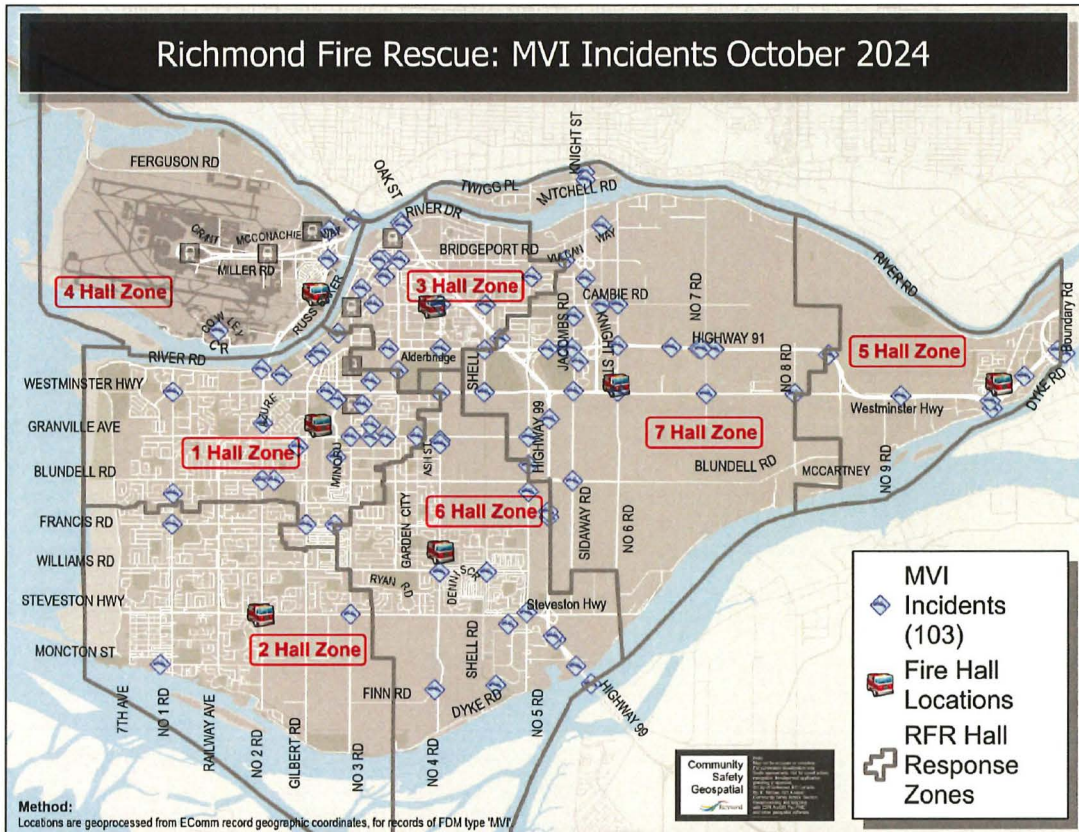 Richmond Fire Rescue: MVI Incidents October 2024
FERGUSON RD
OAK ST
KNIGHT ST
TWIGG PL
MITCHELL RD
RIVER DR
GRANT
MCCONACHIE WAY
MILLER RD
BRIDGEPORT RD
VULCAN WAY
RIVER RD
4 Hall Zone
3 Hall Zone
CAMBIE RD
NO 7 RD
Boundary Rd
COWLEY CR
RIVER RD
Alderbridge
SHELL
JACOMBS RD
KNIGHT ST
HIGHWAY 91
NO 8 RD
5 Hall Zone
DYKE RD
WESTMINSTER HWY
Westminster Hwy
GRANVILLE AVE
1 Hall Zone
MINORU
ASH ST
HIGHWAY 99
7 Hall Zone
BLUNDELL RD
BLUNDELL RD
MCCARTNEY
NO 9 RD
FRANCIS RD
GARDEN CITY
6 Hall Zone
SIDAWAY RD
NO 6 RD
WILLIAMS RD
RYAN RD
DENNIS CR
STEVESTON HWY
Steveston Hwy
MONCTON ST
2 Hall Zone
SHELL RD
FINN RD
DYKE RD
HIGHWAY 99
7TH AVE
NO 1 RD
RAILWAY AVE
NO 2 RD
GILBERT RD
NO 3 RD
NO 4 RD
NO 5 RD
MVI
Incidents
(103)
Fire Hall
Locations
RFR Hall
Response
Zones
Community
Safety
Geospatial
Richmond
Method:
Locations are geoprocessed from EComm record geographic coordinates, for records of FDM type 'MVI'.